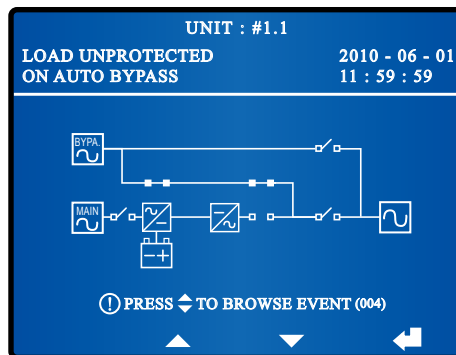 UNIT : #1.1
LOAD UNPROTECTED 2010 - 06 - 01
ON AUTO BYPASS 11 : 59 : 59
BYPA.
MAIN
! PRESS TO BROWSE EVENT (004)